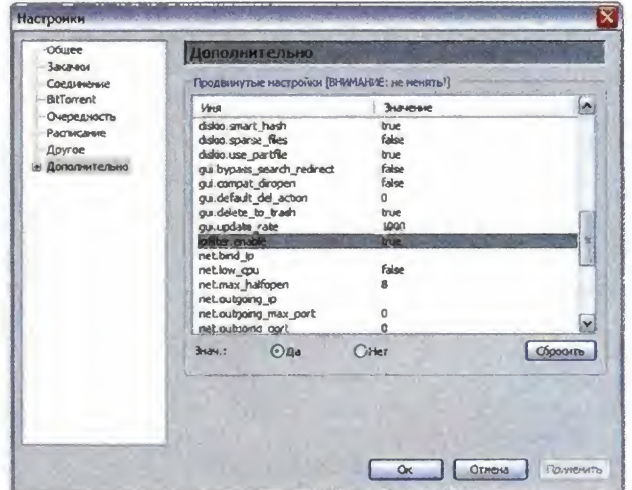 Настройки
Общее
Закачки
Соединение
BitTorrent
Очередность
Расписание
Другое
Дополнительно
Дополнительно
Продвинутые настройки [ВНИМАНИЕ: не менять!]
Имя Значение
diskio.smart_hash true
diskio.sparse_files false
diskio.use_partfile true
gui.bypass_search_redirect false
gui.compat_diropen false
gui.default_del_action 0
gui.delete_to_trash true
gui.update_rate 1000
ipfilter.enable true
net.bind_ip
net.low_cpu false
net.max_halfopen 8
net.outgoing_ip
net.outgoing_max_port 0
net.outgoing_port 0
Знач.: Да Нет Сбросить
Ок Отмена Применить